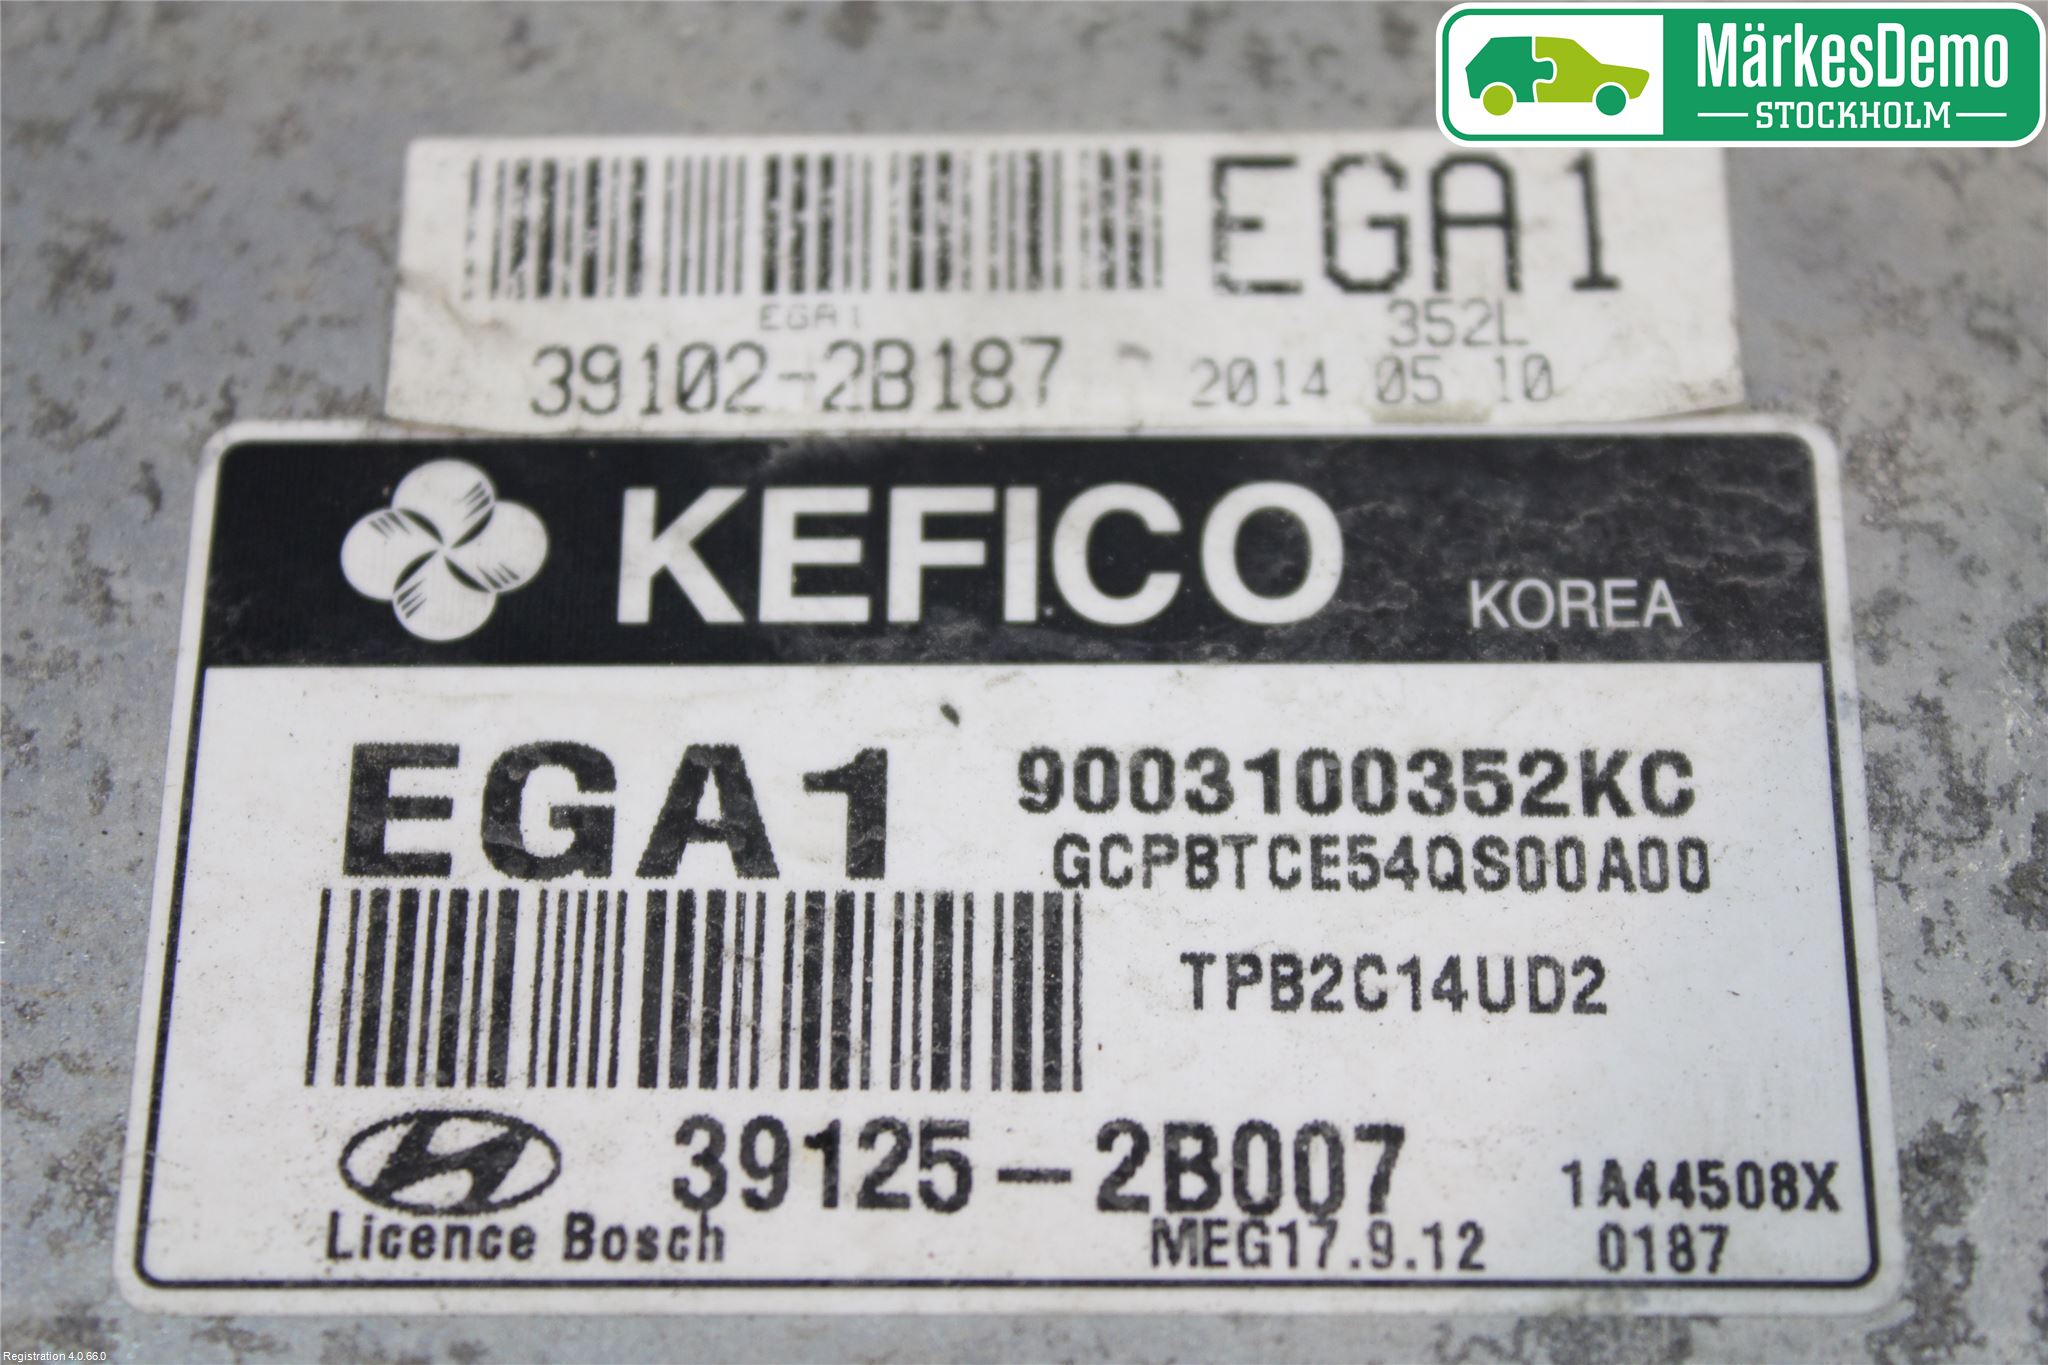 MärkesDemo
STOCKHOLM
EGA1
EGA1
352L
39102-2B187
2014 05 10
KEFICO KOREA
EGA1 9003100352KC
GCPBTCE54QS00A00
TPB2C14UD2
39125-2B007
1A44508X
Licence Bosch
MEG17.9.12
0187
Registration 4.0.66.0